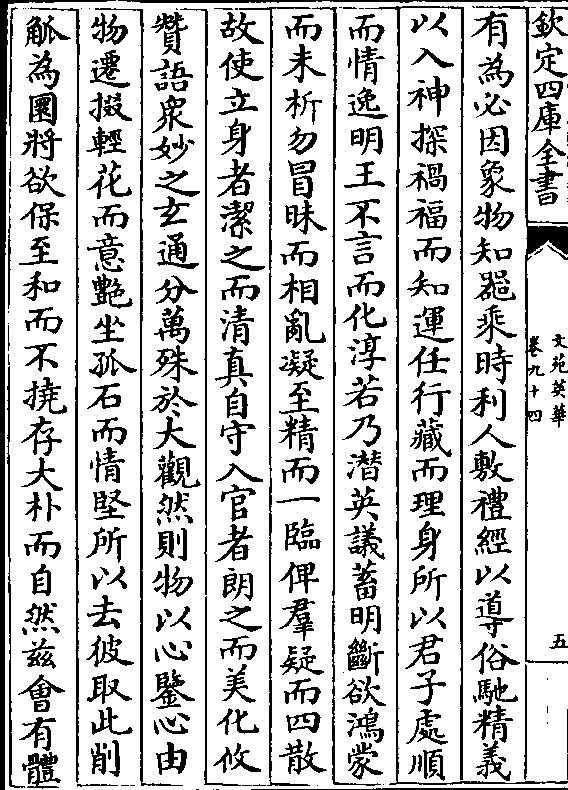 欽定四庫全書
文苑英華
卷九十四
五
有為必因象物知器乘時利人敷禮經以導俗馳精義
以入神探禍福而知運任行藏而理身所以君子處順
而情逸明王不言而化淳若乃潛英議蓄明斷欲鴻蒙
而未析勿冒昧而相亂凝至精而一臨俾羣疑而四散
故使立身者潔之而清真自守入官者朗之而美化攸
贊語衆妙之玄通分萬殊於大觀然則物以心鑒心由
物遷掇輕花而意艷坐孤石而情堅所以去彼取此削
觚為圜將欲保至和而不撓存大朴而自然兹會有體